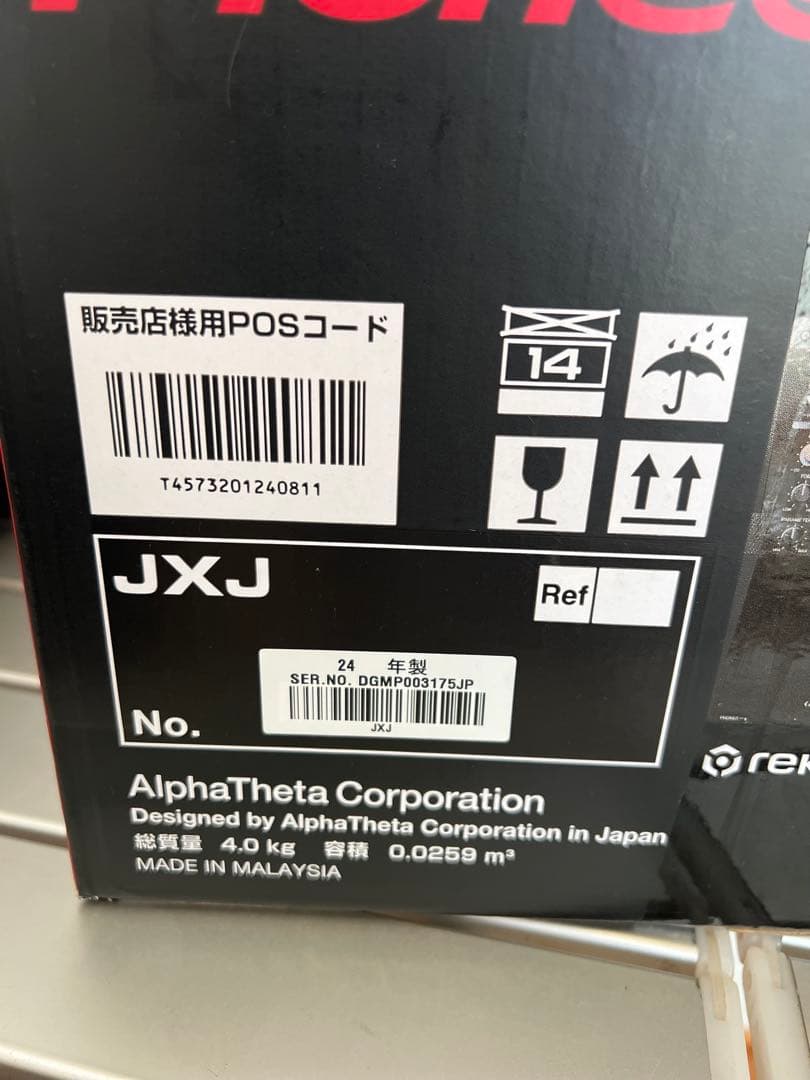 Pioneer
販売店様用POSコード
T4573201240811
14
JXJ
Ref
24 年製
SER.NO. DGMP003175JP
JXJ
No.
AlphaTheta Corporation
Designed by AlphaTheta Corporation in Japan
総質量 4.0 kg 容積 0.0259 m³
MADE IN MALAYSIA
rek